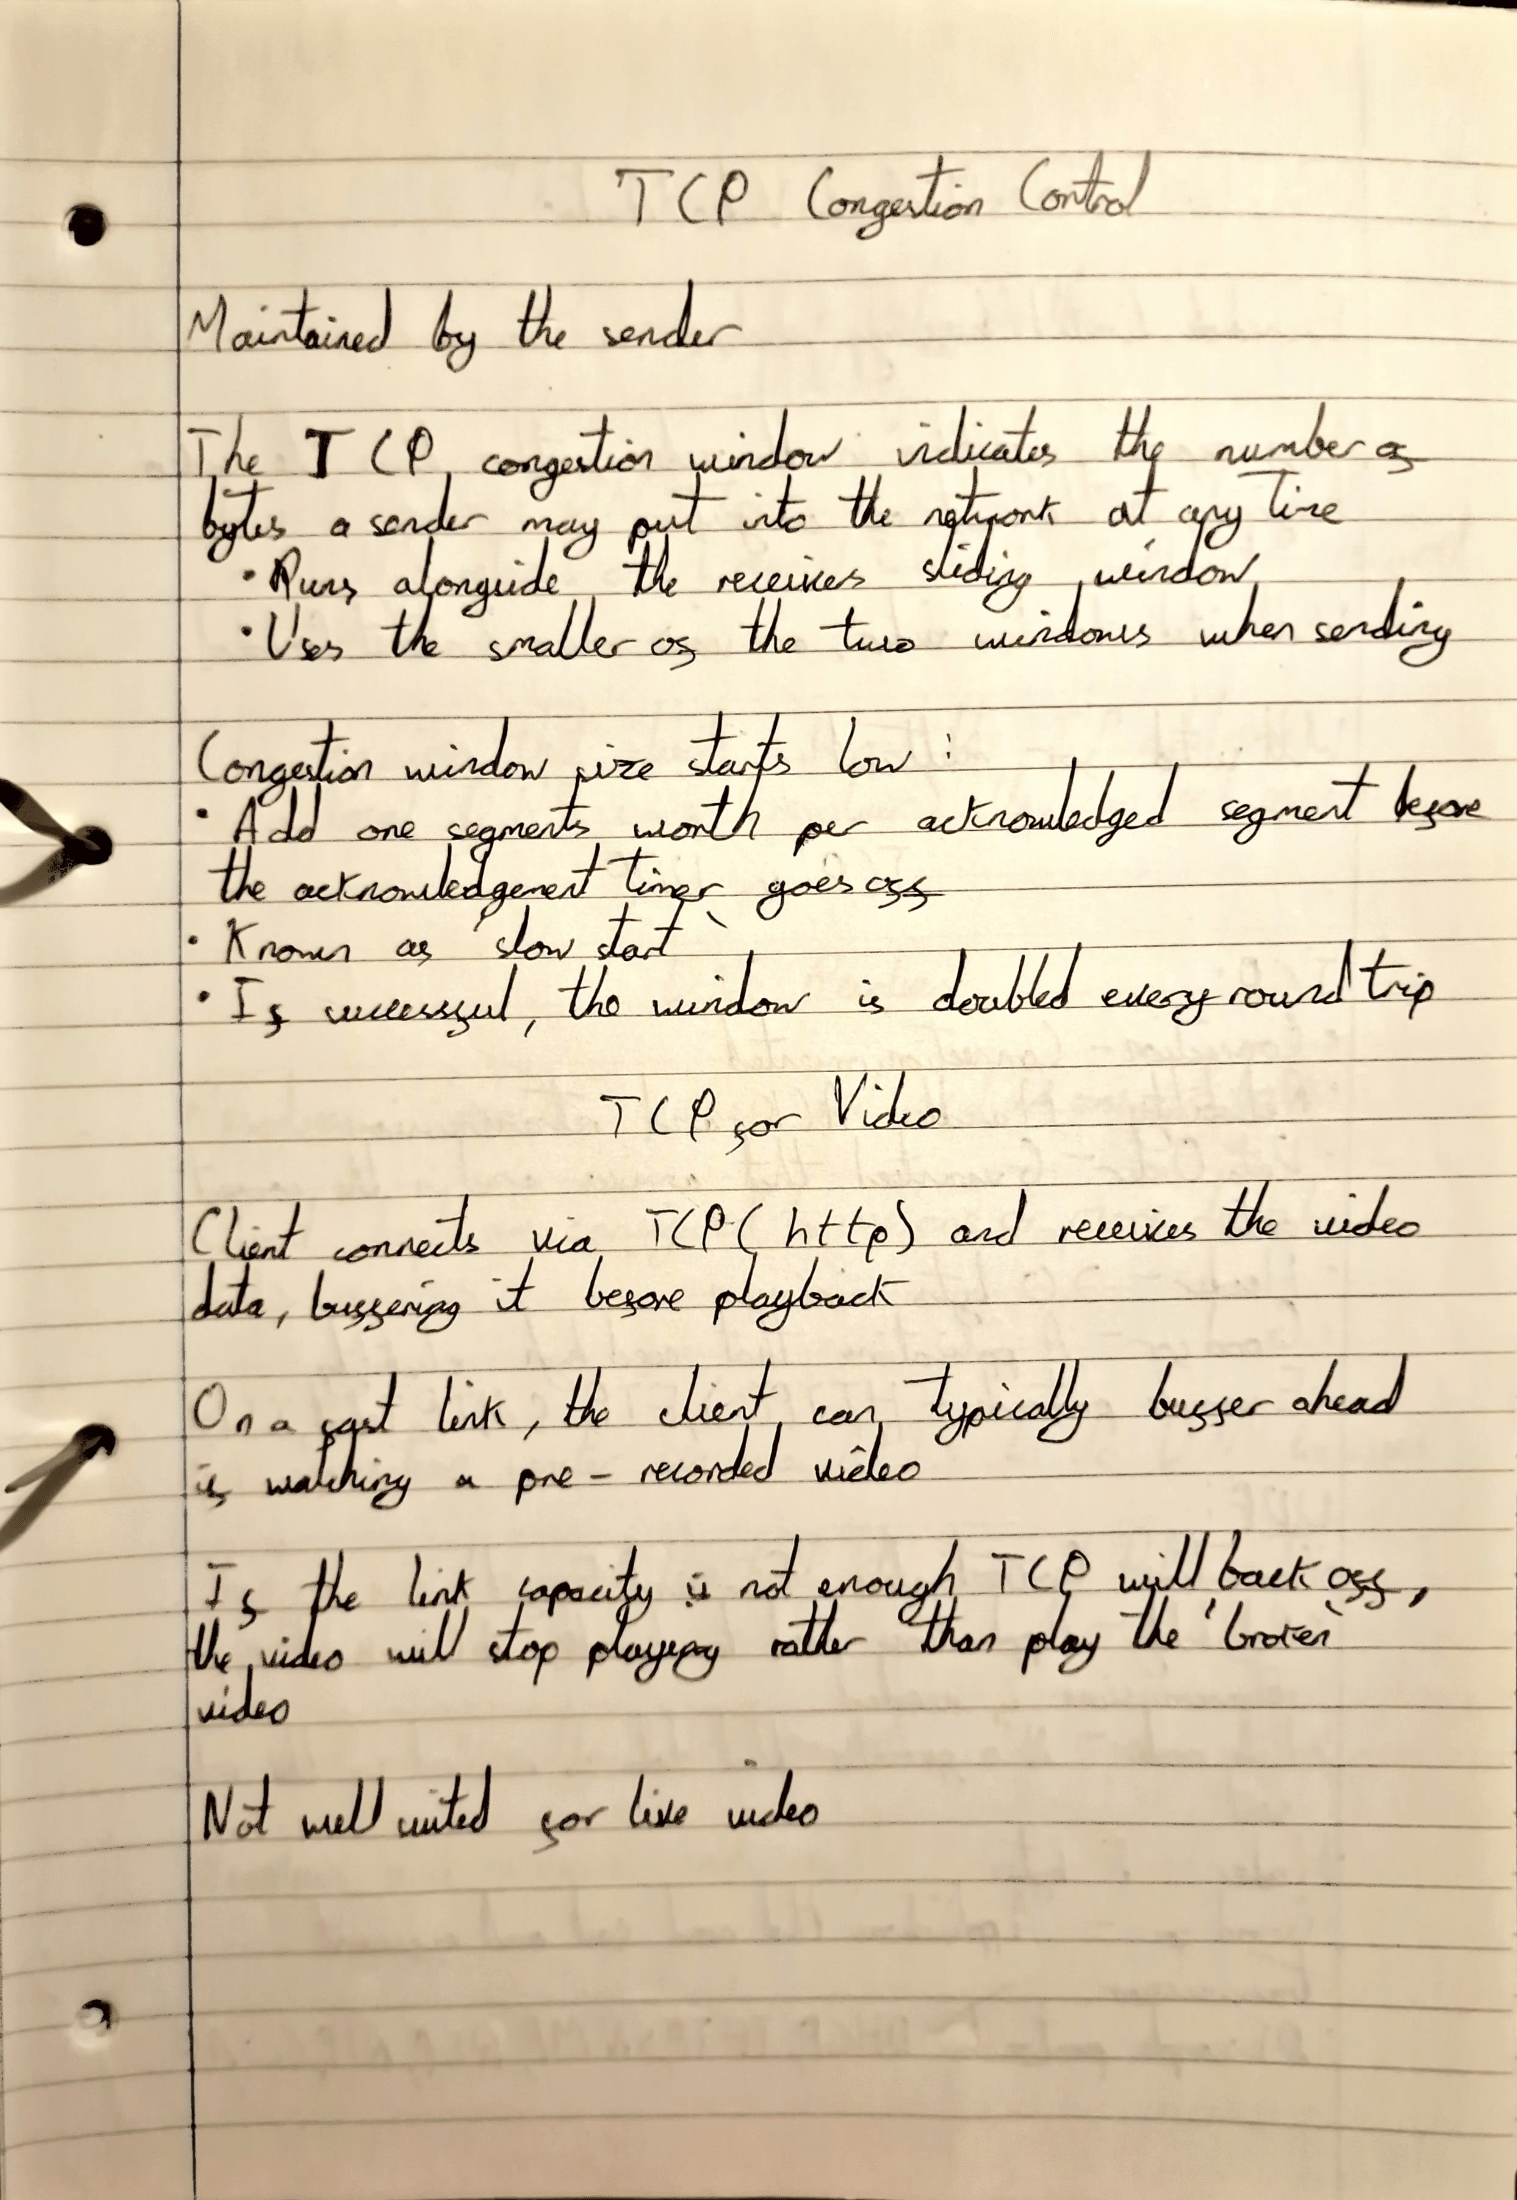 TCP Congestion Control
Maintained by the sender
The TCP congestion window indicates the number of
bytes a sender may put into the network at any time
• Runs alongside the receives sliding window
• Uses the smaller of the two windows when sending
Congestion window size starts low :
• Add one segments worth per acknowledged segment before
the acknowledgement timer goes off
• Known as 'slow start'
• If successful, the window is doubled every round trip
TCP for Video
Client connects via TCP (http) and receives the video
data, buffering it before playback
On a fast link, the client can typically buffer ahead
if watching a pre-recorded video
If the link capacity is not enough TCP will back off,
the video will stop playing rather than play the 'broken'
video
Not well suited for live video